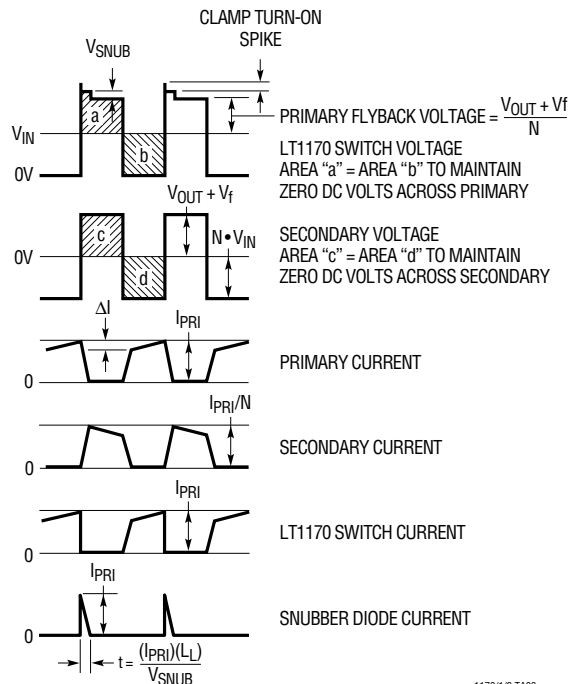 CLAMP TURN-ON
SPIKE
VSNUB
a
PRIMARY FLYBACK VOLTAGE = VOUT + Vf
N
VIN
LT1170 SWITCH VOLTAGE
b
AREA “a” = AREA “b” TO MAINTAIN
0V
ZERO DC VOLTS ACROSS PRIMARY
VOUT + Vf
c
N•VIN
SECONDARY VOLTAGE
0V
AREA “c” = AREA “d” TO MAINTAIN
d
ZERO DC VOLTS ACROSS SECONDARY
ΔI
IPRI
PRIMARY CURRENT
0
IPRI/N
SECONDARY CURRENT
0
IPRI
LT1170 SWITCH CURRENT
0
IPRI
SNUBBER DIODE CURRENT
0
t = (IPRI)(LL)
VSNUB